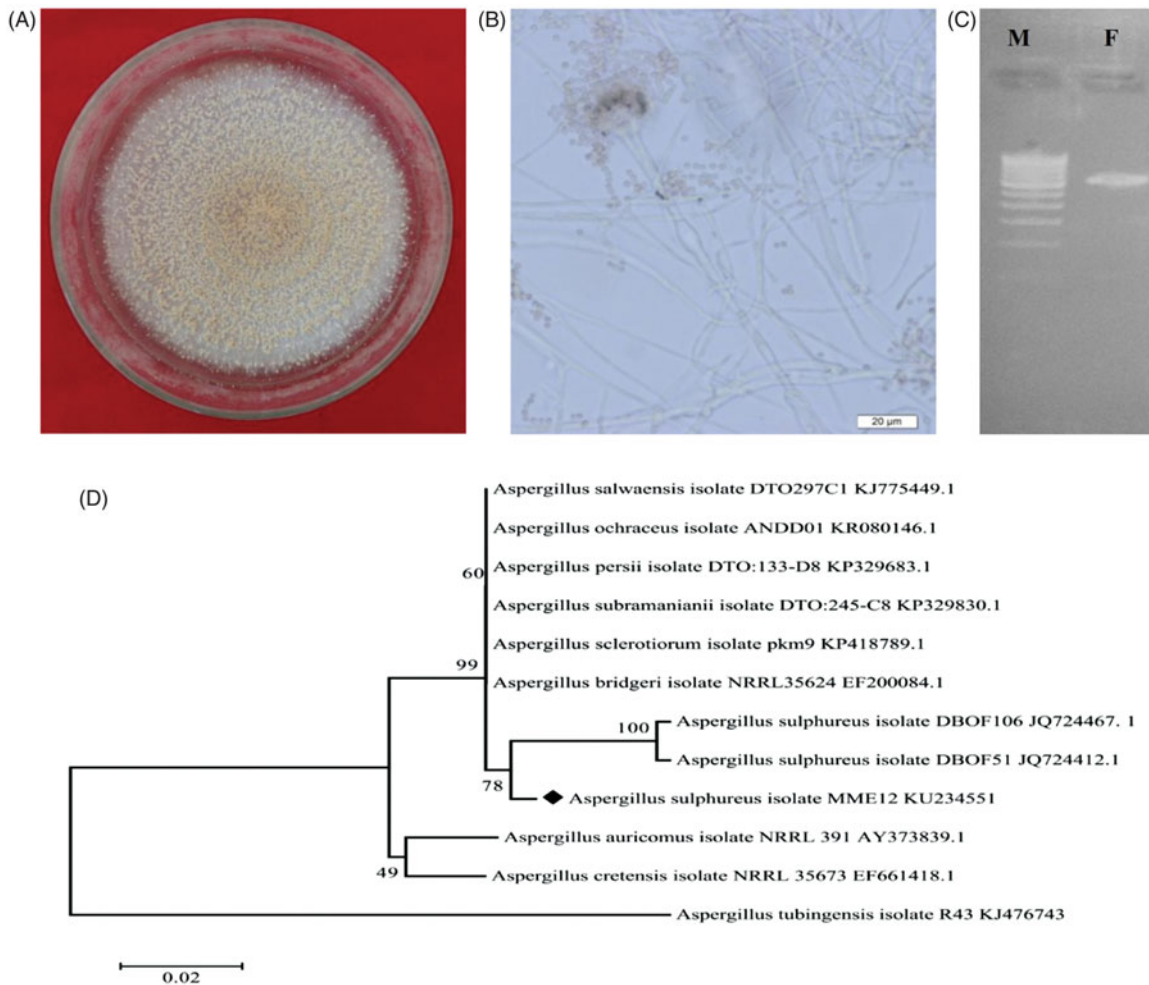 (A)
(B)
(C)
M F
20 µm
(D)
Aspergillus salwaensis isolate DTO297C1 KJ775449.1
Aspergillus ochraceus isolate ANDD01 KR080146.1
60
Aspergillus persii isolate DTO:133-D8 KP329683.1
Aspergillus subramanianii isolate DTO:245-C8 KP329830.1
Aspergillus sclerotiorum isolate pkm9 KP418789.1
99
Aspergillus bridgeri isolate NRRL35624 EF200084.1
100
Aspergillus sulphureus isolate DBOF106 JQ724467. 1
Aspergillus sulphureus isolate DBOF51 JQ724412.1
78
Aspergillus sulphureus isolate MME12 KU234551
Aspergillus auricomus isolate NRRL 391 AY373839.1
49
Aspergillus cretensis isolate NRRL 35673 EF661418.1
Aspergillus tubingensis isolate R43 KJ476743
0.02